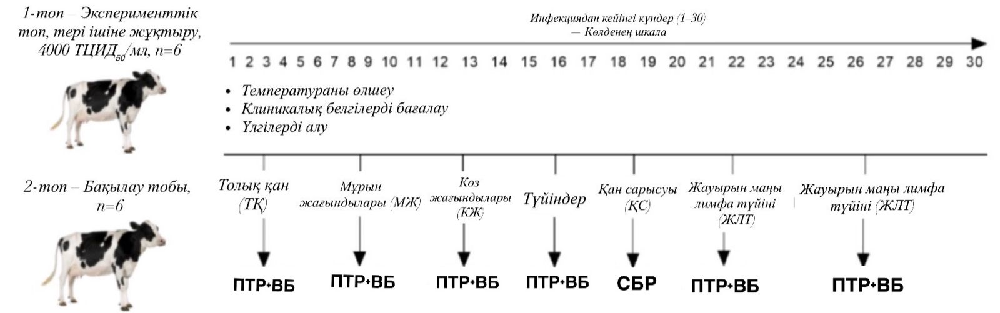 1-топ – Эксперименттік
топ, тері ішіне жұқтыру,
4000 ТЦИД50/мл, n=6
Инфекциядан кейінгі күндер (1–30)
— Көлденең шкала
1 2 3 4 5 6 7 8 9 10 11 12 13 14 15 16 17 18 19 20 21 22 23 24 25 26 27 28 29 30
• Температураны өлшеу
• Клиникалық белгілерді бағалау
• Үлгілерді алу
2-топ – Бақылау тобы,
n=6
Толық қан
(ТҚ)
Мұрын
жағындылары (МЖ)
Коз
жағындылары
(КЖ)
Түйіндер
Қан сарысуы
(ҚС)
Жауырын маңы
лимфа түйіні
(ЖЛТ)
Жауырын маңы лимфа
түйіні (ЖЛТ)
ПТР+ВБ
ПТР+ВБ
ПТР+ВБ
ПТР+ВБ
СБР
ПТР+ВБ
ПТР+ВБ